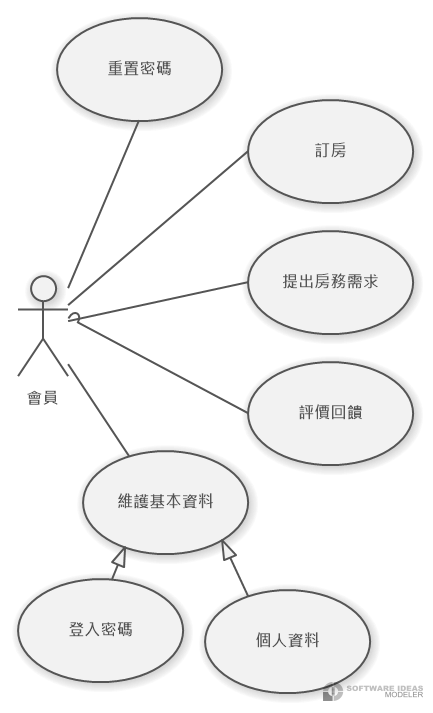 重置密碼
訂房
提出房務需求
評價回饋
會員
維護基本資料
登入密碼
個人資料
SOFTWARE IDEAS
MODELER